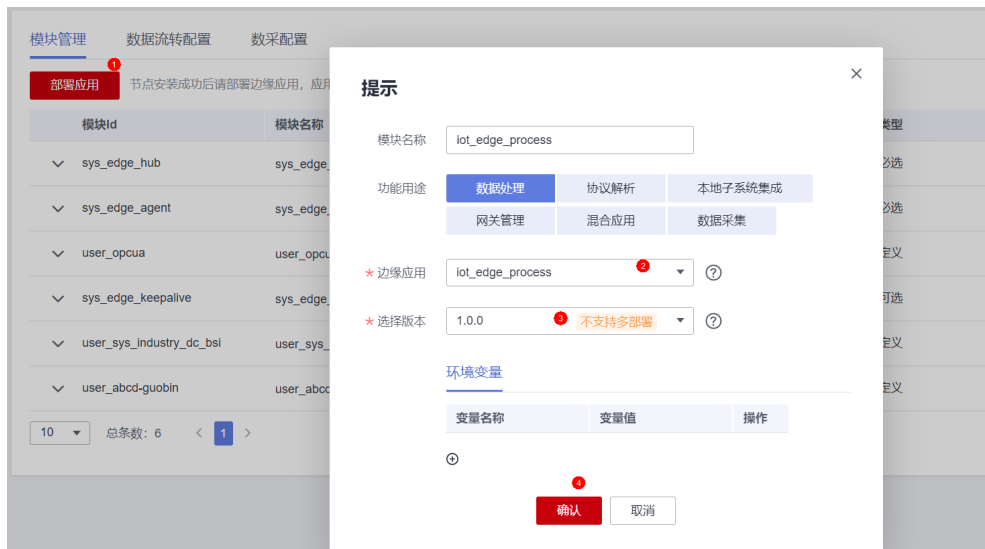 模块管理 数据流转配置 数采配置
1
部署应用 节点安装成功后请部署边缘应用，应用
模块Id 模块名称 类型
sys_edge_hub sys_edge_ 必选
sys_edge_agent sys_edge_ 必选
user_opcua user_opcu 定义
sys_edge_keepalive sys_edge_ 可选
user_sys_industry_dc_bsi user_sys_ 定义
user_abcd-guobin user_abcd 定义
10 总条数：6 < 1 >
提示
模块名称 iot_edge_process
功能用途 数据处理 协议解析 本地子系统集成
网关管理 混合应用 数据采集
* 边缘应用 iot_edge_process 2 ?
* 选择版本 1.0.0 3 不支持多部署 ?
环境变量
变量名称 变量值 操作
4
确认 取消